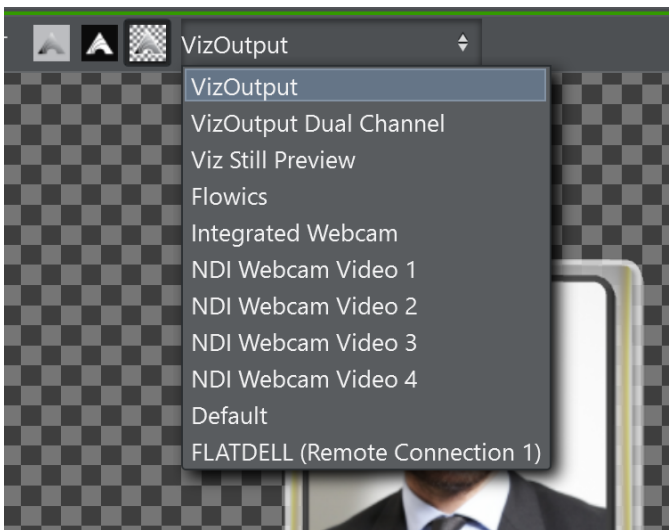 VizOutput
VizOutput
VizOutput Dual Channel
Viz Still Preview
Flowics
Integrated Webcam
NDI Webcam Video 1
NDI Webcam Video 2
NDI Webcam Video 3
NDI Webcam Video 4
Default
FLATDELL (Remote Connection 1)